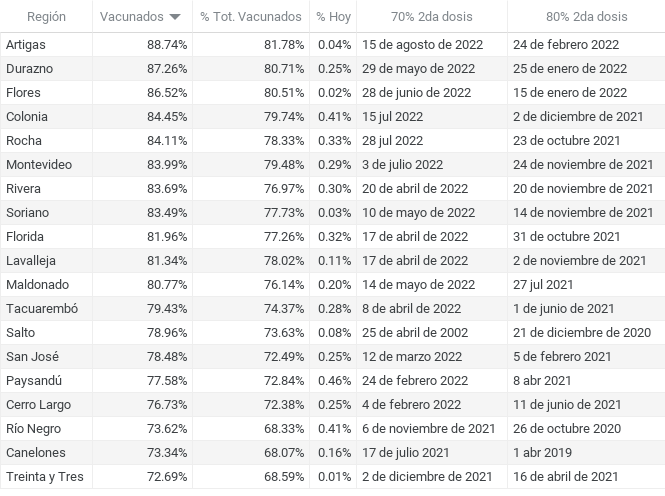 Región Vacunados % Tot. Vacunados % Hoy 70% 2da dosis 80% 2da dosis
Artigas 88.74% 81.78% 0.04% 15 de agosto de 2022 24 de febrero 2022
Durazno 87.26% 80.71% 0.25% 29 de mayo de 2022 25 de enero de 2022
Flores 86.52% 80.51% 0.02% 28 de junio de 2022 15 de enero de 2022
Colonia 84.45% 79.74% 0.41% 15 jul 2022 2 de diciembre de 2021
Rocha 84.11% 78.33% 0.33% 28 jul 2022 23 de octubre 2021
Montevideo 83.99% 79.48% 0.29% 3 de julio 2022 24 de noviembre de 2021
Rivera 83.69% 76.97% 0.30% 20 de abril de 2022 20 de noviembre de 2021
Soriano 83.49% 77.73% 0.03% 10 de mayo de 2022 14 de noviembre de 2021
Florida 81.96% 77.26% 0.32% 17 de abril de 2022 31 de octubre 2021
Lavalleja 81.34% 78.02% 0.11% 17 de abril de 2022 2 de noviembre de 2021
Maldonado 80.77% 76.14% 0.20% 14 de mayo de 2022 27 jul 2021
Tacuarembó 79.43% 74.37% 0.28% 8 de abril de 2022 1 de junio de 2021
Salto 78.96% 73.63% 0.08% 25 de abril de 2002 21 de diciembre de 2020
San José 78.48% 72.49% 0.25% 12 de marzo 2022 5 de febrero 2021
Paysandú 77.58% 72.84% 0.46% 24 de febrero 2022 8 abr 2021
Cerro Largo 76.73% 72.38% 0.25% 4 de febrero 2022 11 de junio de 2021
Río Negro 73.62% 68.33% 0.41% 6 de noviembre de 2021 26 de octubre 2020
Canelones 73.34% 68.07% 0.16% 17 de julio 2021 1 abr 2019
Treinta y Tres 72.69% 68.59% 0.01% 2 de diciembre de 2021 16 de abril de 2021